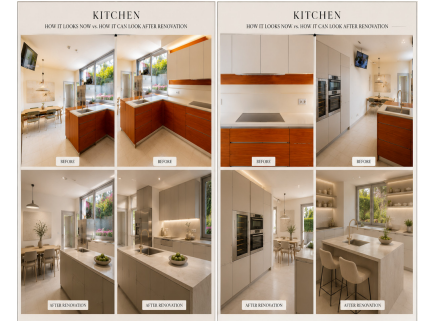 KITCHEN
HOW IT LOOKS NOW vs. HOW IT CAN LOOK AFTER RENOVATION
BEFORE
BEFORE
AFTER RENOVATION
AFTER RENOVATION
KITCHEN
HOW IT LOOKS NOW vs. HOW IT CAN LOOK AFTER RENOVATION
BEFORE
BEFORE
AFTER RENOVATION
AFTER RENOVATION